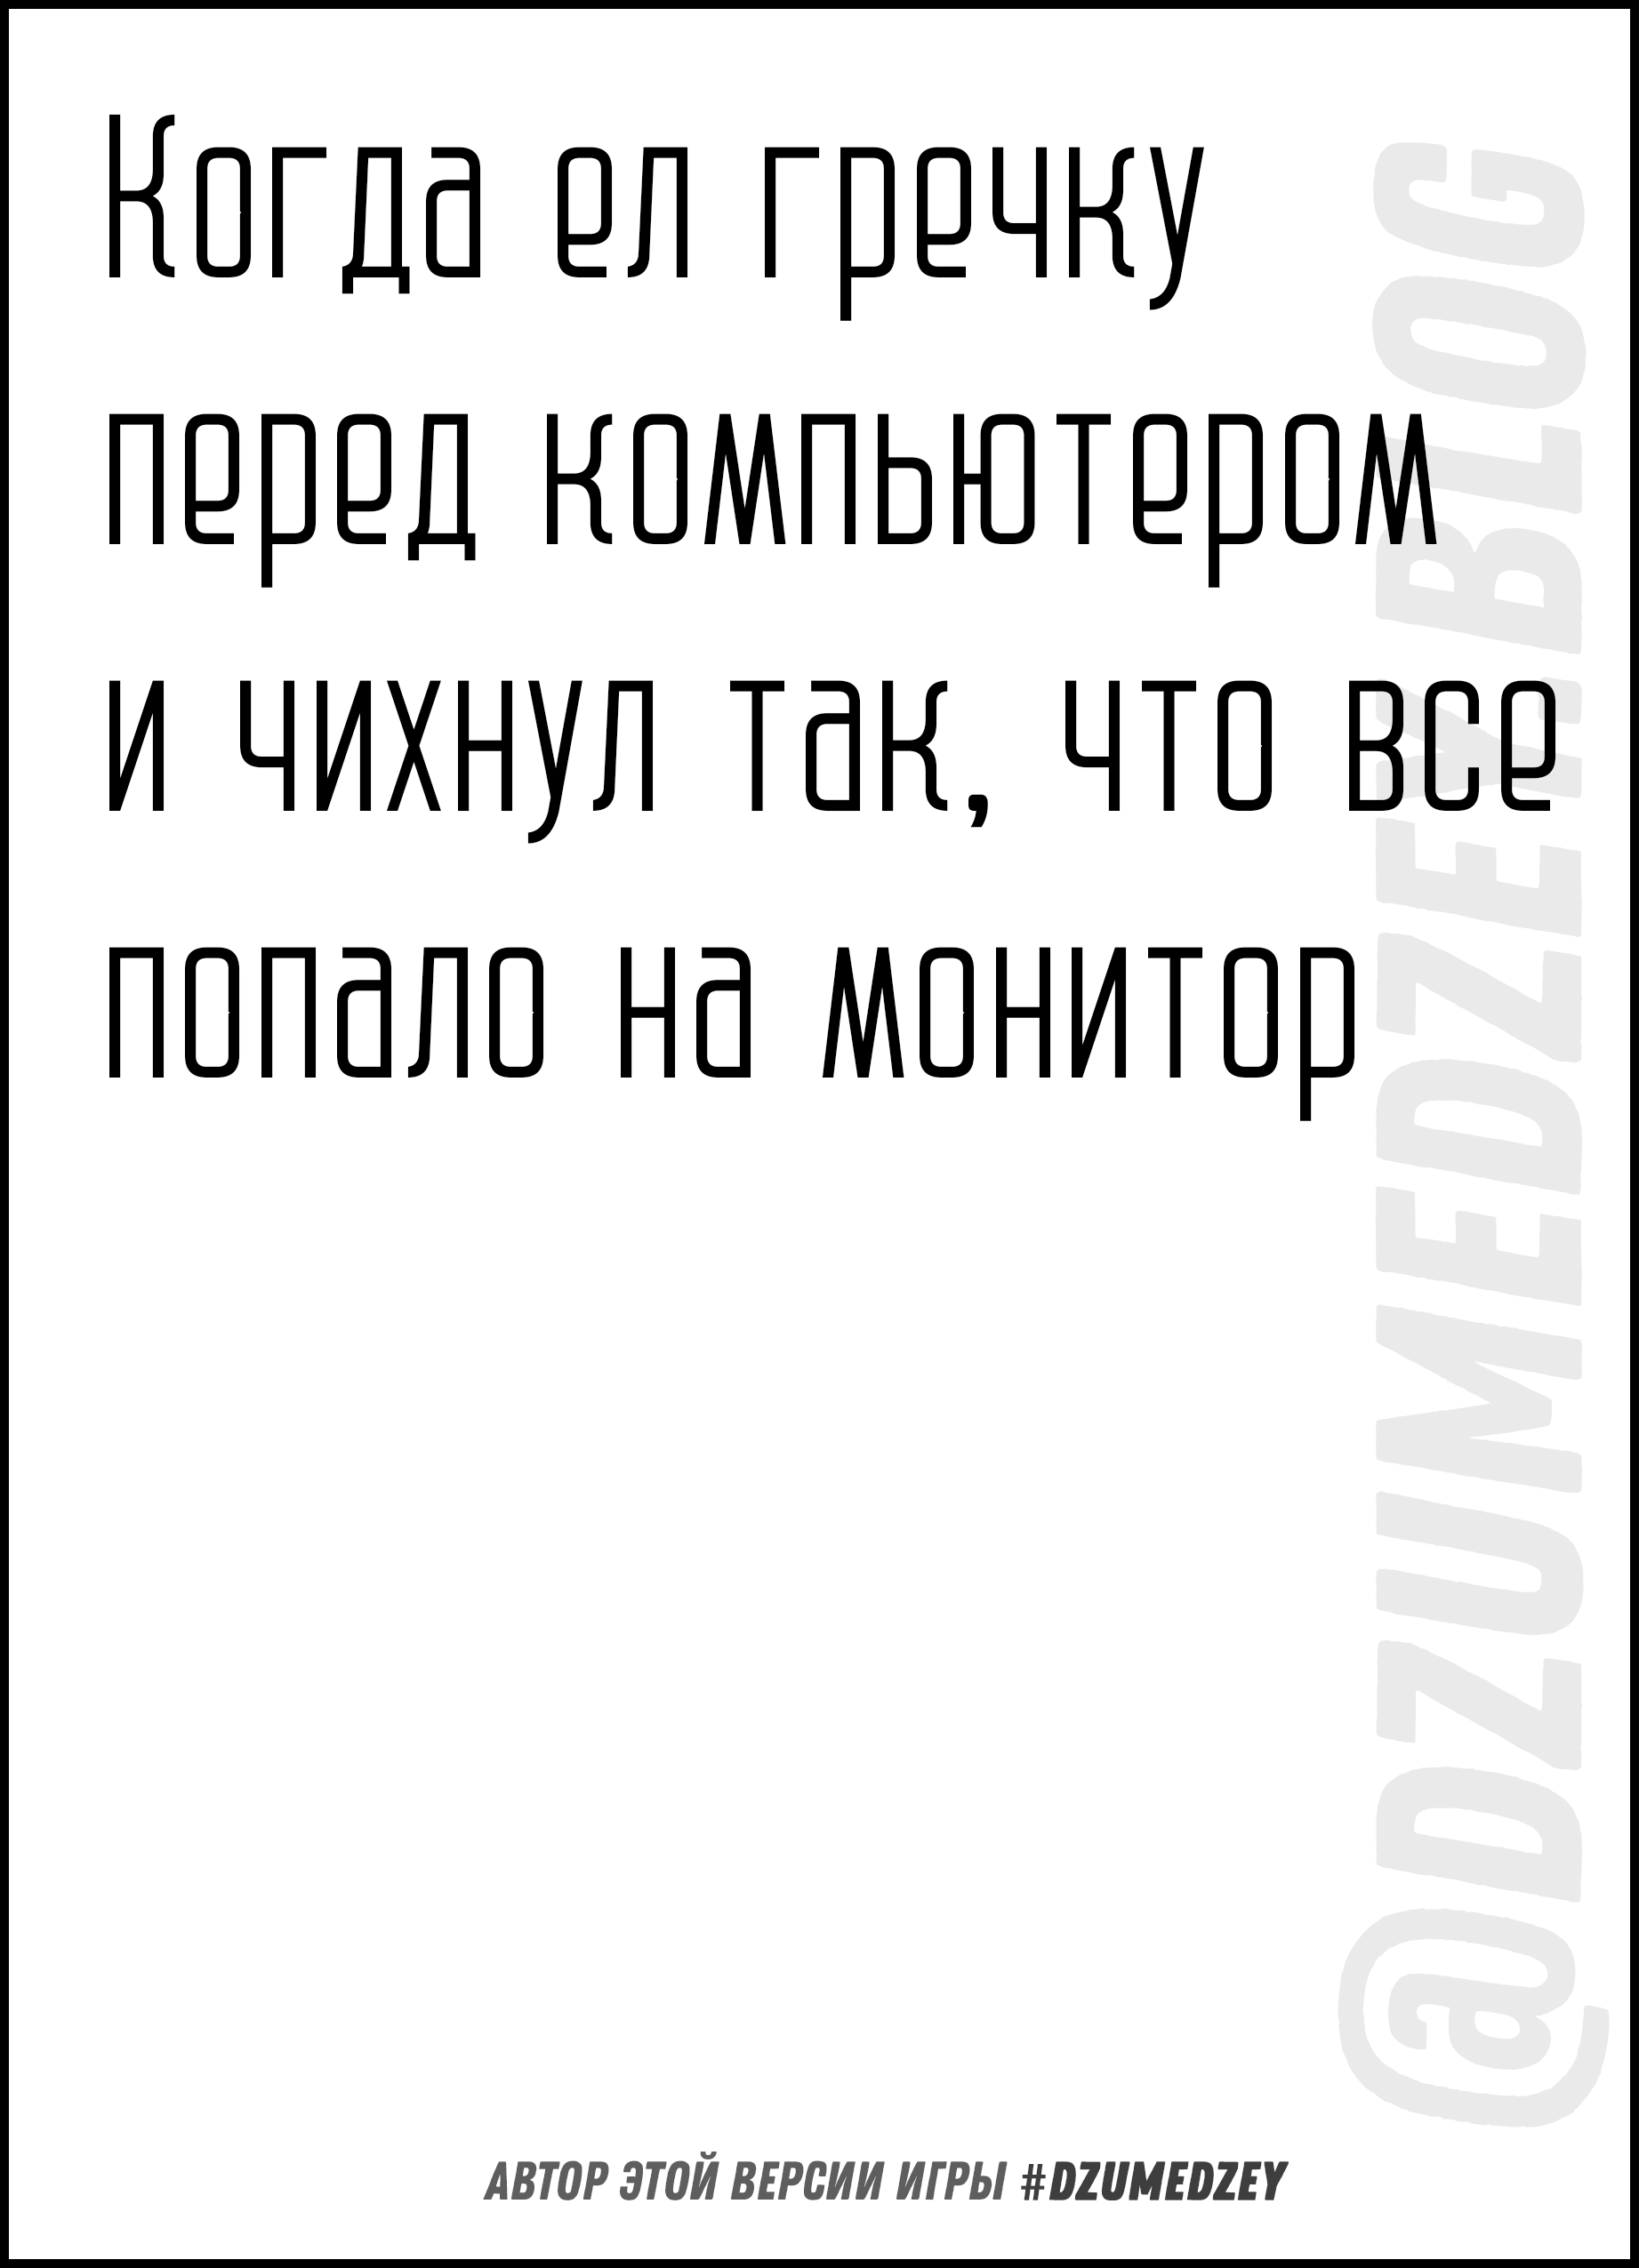 Когда ел гречку
перед компьютером
и чихнул так, что все
попало на монитор
@DZUMEDZEYBLOG
АВТОР ЭТОЙ ВЕРСИИ ИГРЫ #DZUMEDZEY